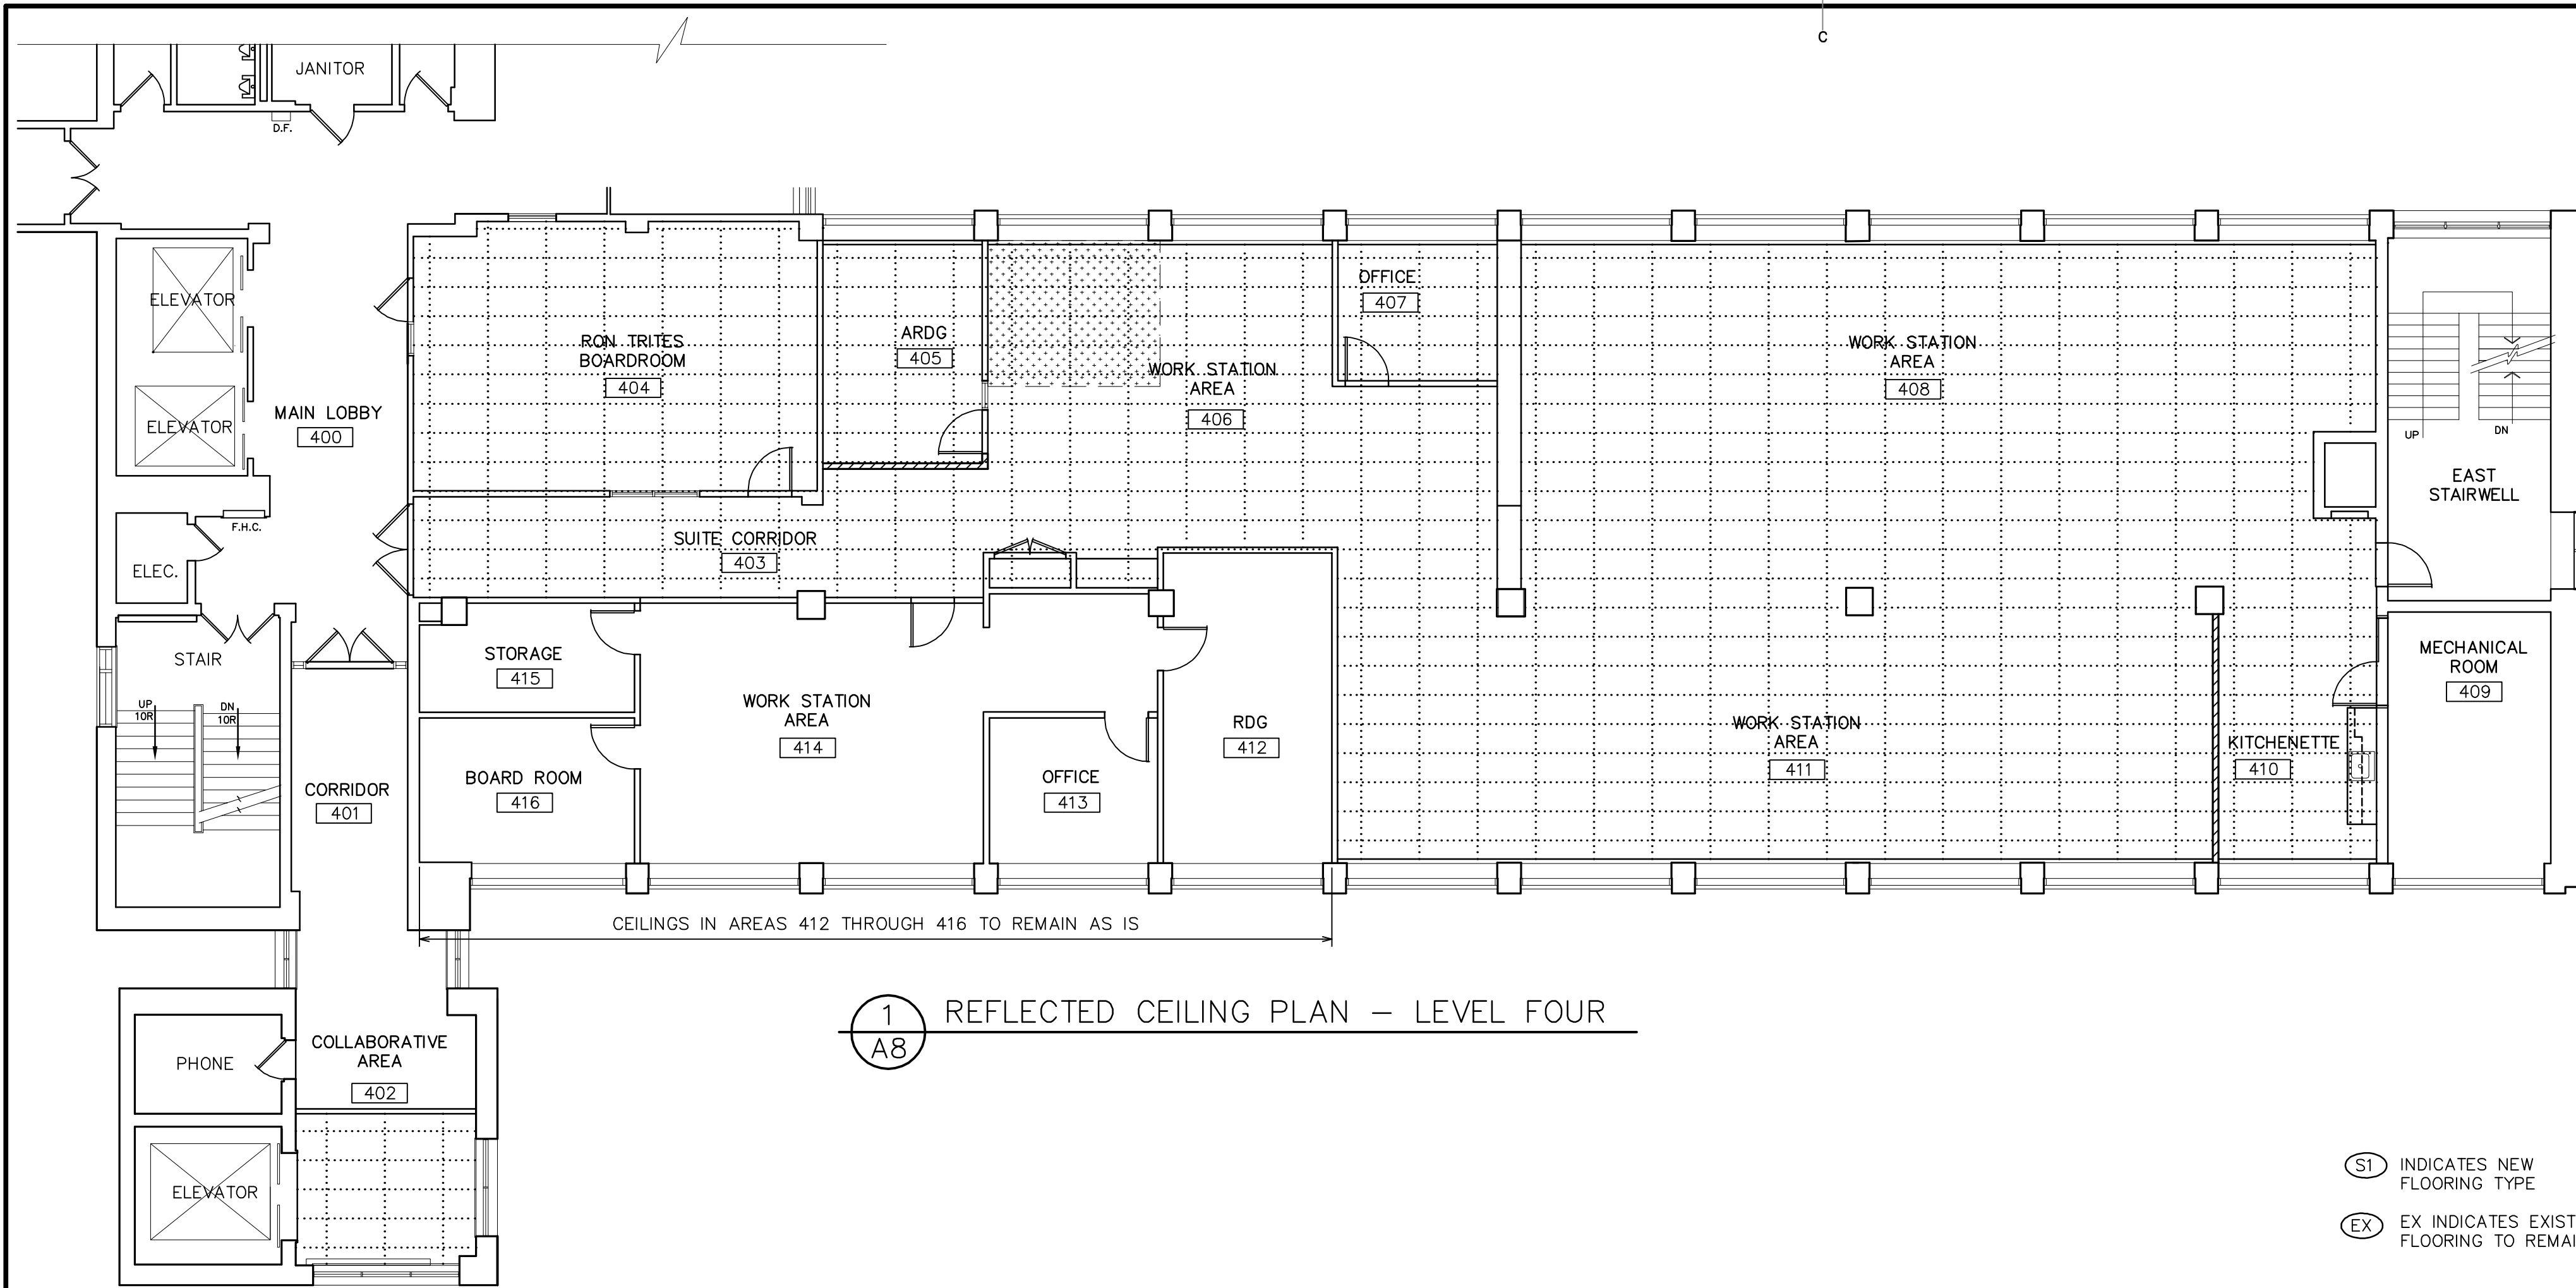 C
JANITOR
D.F.
ELEVATOR
ELEVATOR
MAIN LOBBY
400
F.H.C.
ELEC.
STAIR
UP
10R
DN
10R
CORRIDOR
401
RON TRITES
BOARDROOM
404
ARDG
405
WORK STATION
AREA
406
OFFICE
407
WORK STATION
AREA
408
UP
DN
EAST
STAIRWELL
SUITE CORRIDOR
403
STORAGE
415
BOARD ROOM
416
WORK STATION
AREA
414
OFFICE
413
RDG
412
WORK STATION
AREA
411
KITCHENETTE
410
MECHANICAL
ROOM
409
CEILINGS IN AREAS 412 THROUGH 416 TO REMAIN AS IS
1
A8
REFLECTED CEILING PLAN – LEVEL FOUR
PHONE
COLLABORATIVE
AREA
402
ELEVATOR
S1 INDICATES NEW
FLOORING TYPE
EX EX INDICATES EXIST
FLOORING TO REMAI